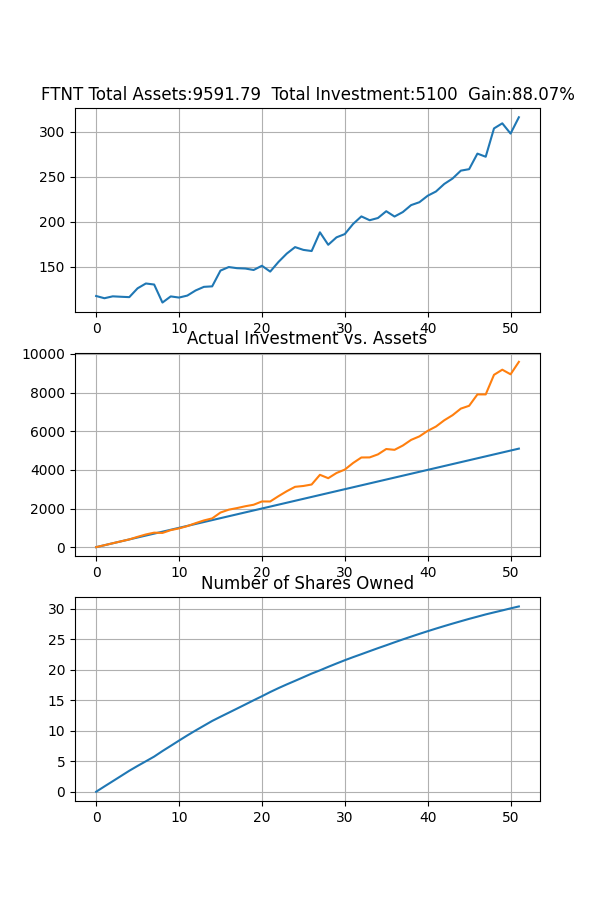 FTNT Total Assets:9591.79  Total Investment:5100  Gain:88.07%
300
250
200
150
0 10 20 30 40 50
Actual Investment vs. Assets
10000
8000
6000
4000
2000
0
0 10 20 30 40 50
Number of Shares Owned
30
25
20
15
10
5
0
0 10 20 30 40 50